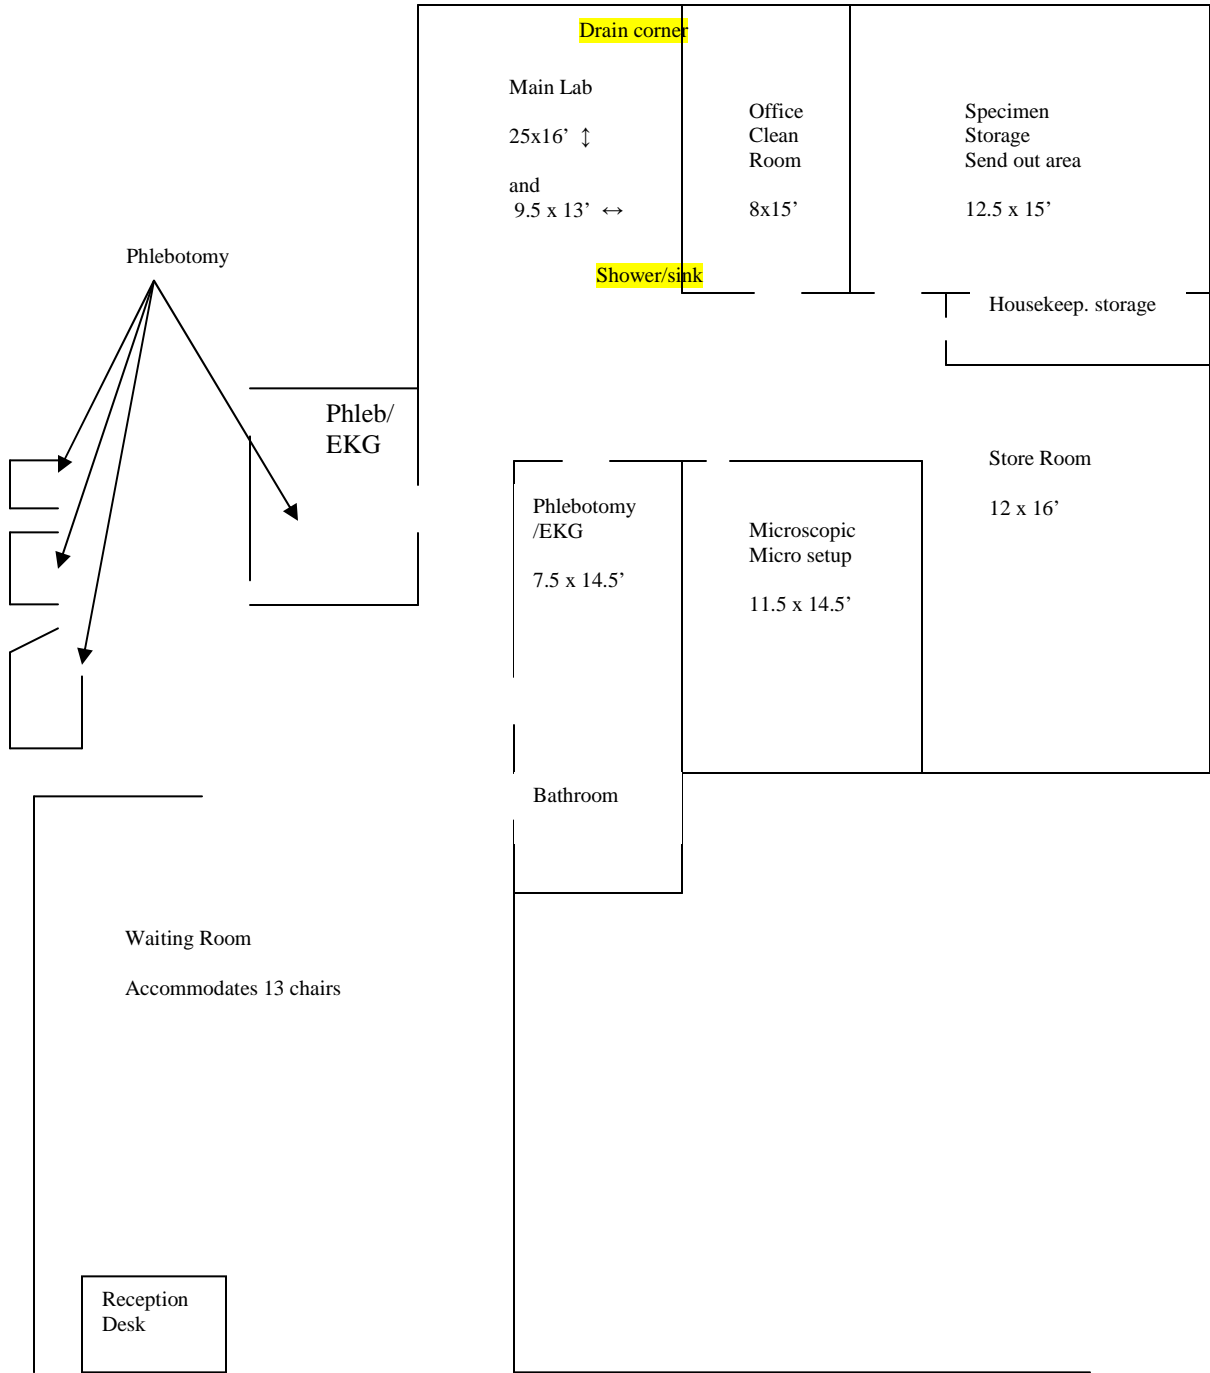 Drain corner
Main Lab
25x16’ ↕
and
9.5 x 13’ ↔
Shower/sink
Office
Clean
Room
8x15’
Specimen
Storage
Send out area
12.5 x 15’
Housekeep. storage
Phlebotomy
Phleb/
EKG
Phlebotomy
/EKG
7.5 x 14.5’
Microscopic
Micro setup
11.5 x 14.5’
Store Room
12 x 16’
Bathroom
Waiting Room
Accommodates 13 chairs
Reception
Desk